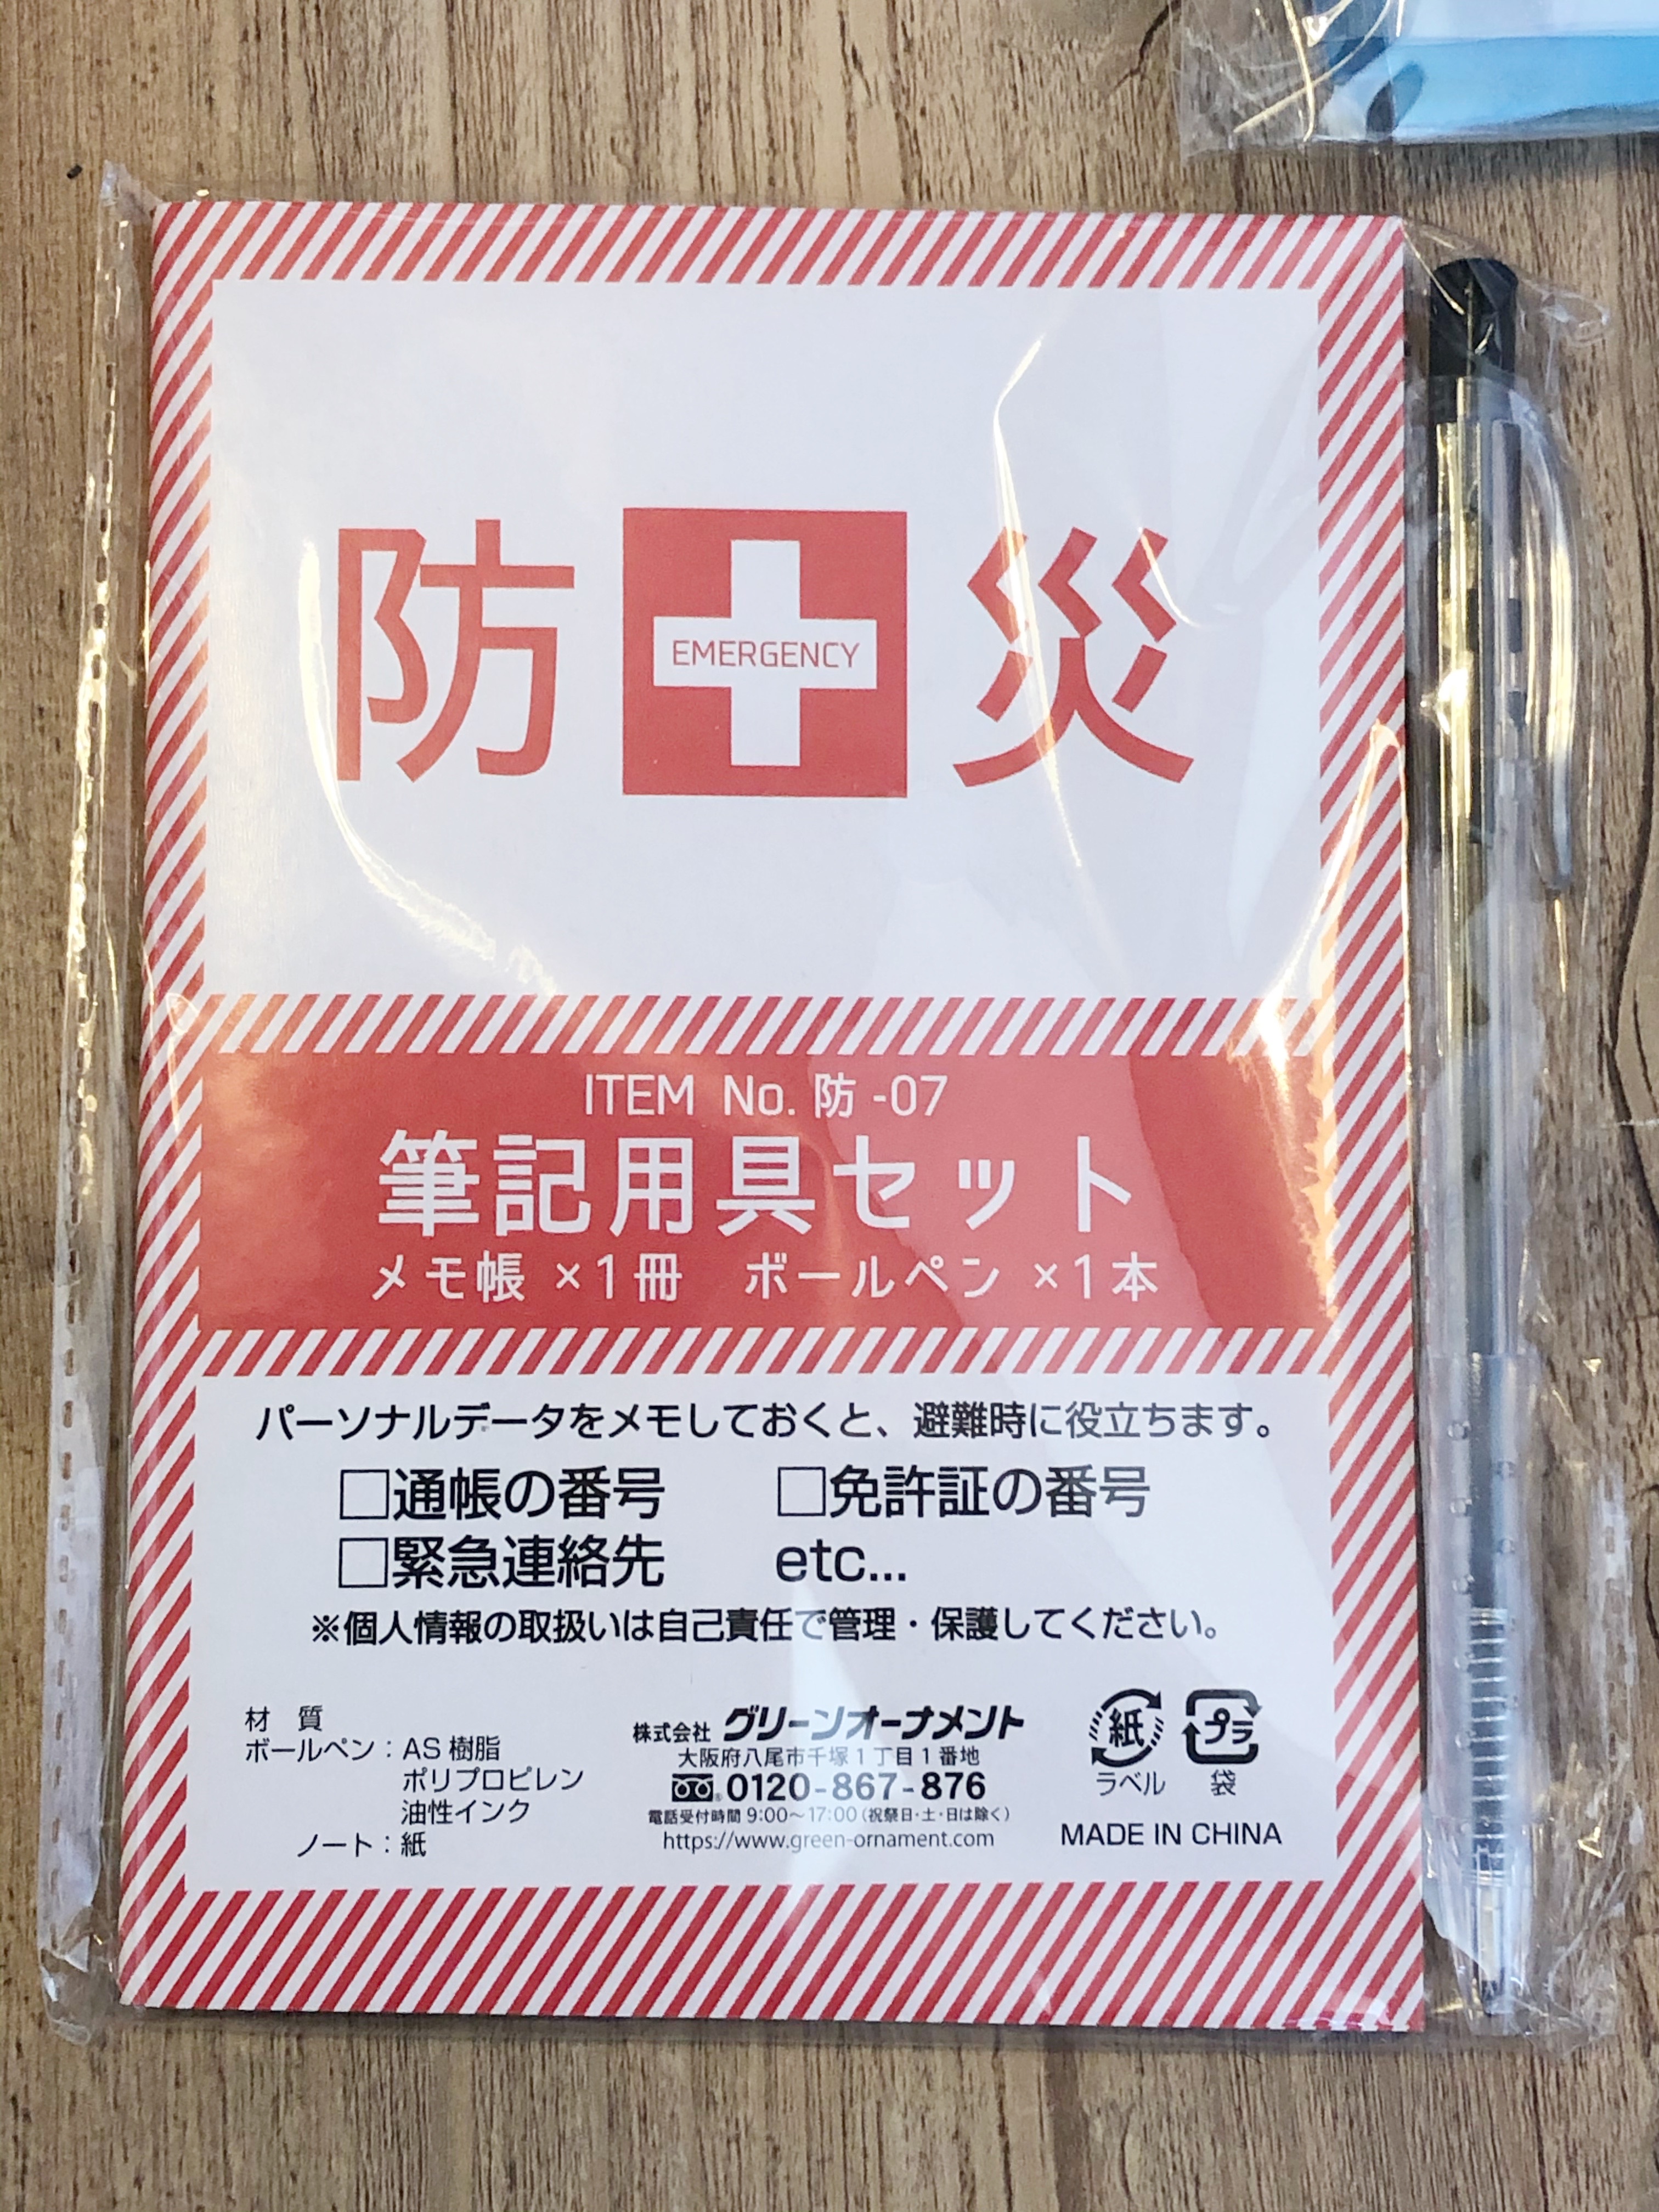 防 EMERGENCY 災
ITEM No. 防-07
筆記用具セット
メモ帳 ×1冊 ボールペン ×1本
パーソナルデータをメモしておくと、避難時に役立ちます。
□通帳の番号 □免許証の番号
□緊急連絡先 etc...
※個人情報の取扱いは自己責任で管理・保護してください。
材 質
ボールペン：AS樹脂
ポリプロピレン
油性インク
ノート：紙
株式会社 グリーンオーナメント
大阪府八尾市千塚1丁目1番地
0120-867-876
電話受付時間 9:00～17:00（祝祭日・土・日は除く）
https://www.green-ornament.com
紙 プラ
ラベル 袋
MADE IN CHINA